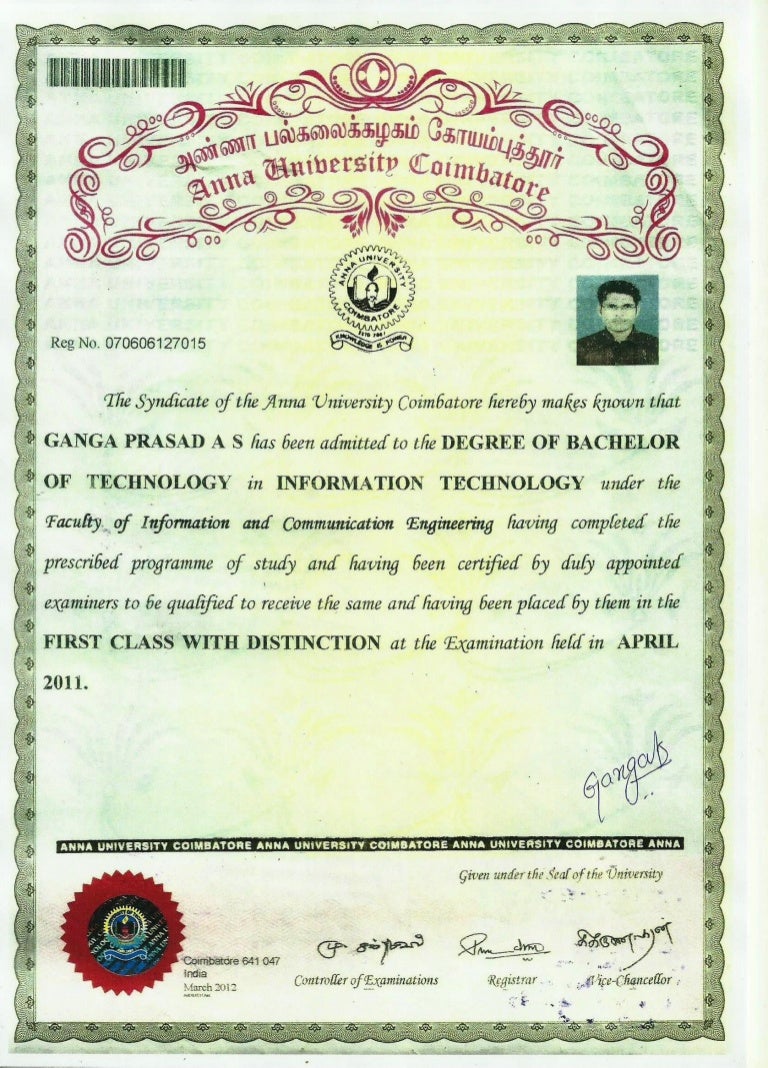 அண்ணா பல்கலைக்கழகம் கோயம்புத்தூர்
Anna University Coimbatore
ANNA UNIVERSITY
COIMBATORE
KNOWLEDGE IS POWER
Reg No. 070606127015
The Syndicate of the Anna University Coimbatore hereby makes known that
GANGA PRASAD A S has been admitted to the DEGREE OF BACHELOR
OF TECHNOLOGY in INFORMATION TECHNOLOGY under the
Faculty of Information and Communication Engineering having completed the
prescribed programme of study and having been certified by duly appointed
examiners to be qualified to receive the same and having been placed by them in the
FIRST CLASS WITH DISTINCTION at the Examination held in APRIL
2011.
ANNA UNIVERSITY COIMBATORE ANNA UNIVERSITY COIMBATORE ANNA UNIVERSITY COIMBATORE ANNA
Given under the Seal of the University
Coimbatore 641 047
India
March 2012
Controller of Examinations Registrar Vice-Chancellor